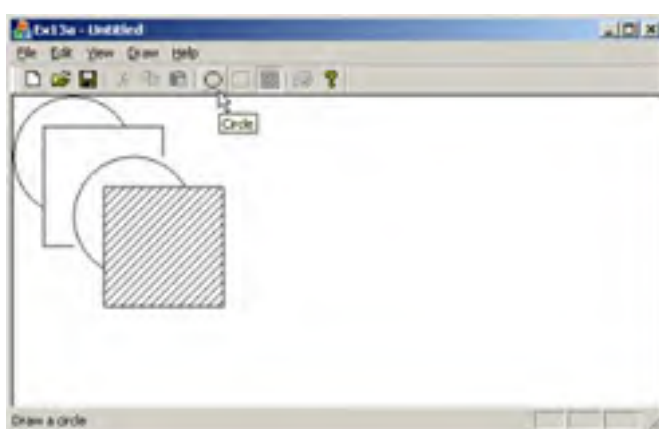 Ex13a - Untitled
File Edit View Draw Help
Circle
Draw a circle